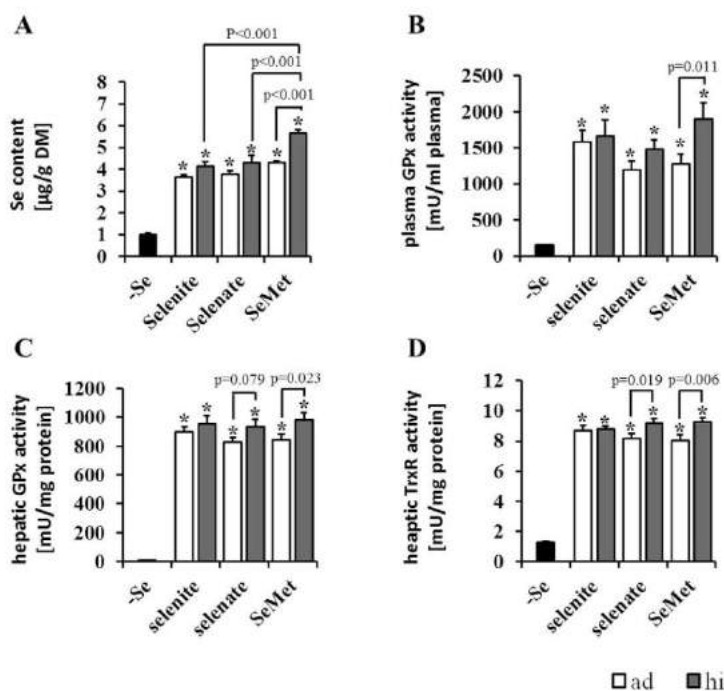 A
P<0.001
p<0.001
p<0.001
Se content
[µg/g DM]
8
7
6
5
4
3
2
1
0
* * * * * *
-Se
Selenite
Selenate
SeMet
B
p=0.011
plasma GPx activity
[mU/ml plasma]
2500
2000
1500
1000
500
0
* * * * * *
-Se
Selenite
selenate
SeMet
C
p=0.079 p=0.023
hepatic GPx activity
[mU/mg protein]
1200
1000
800
600
400
200
0
* * * * * *
-Se
selenite
selenate
SeMet
D
p=0.019 p=0.006
heaptic TrxR activity
[mU/mg protein]
12
10
8
6
4
2
0
* * * * * *
-Se
selenite
selenate
SeMet
ad hi